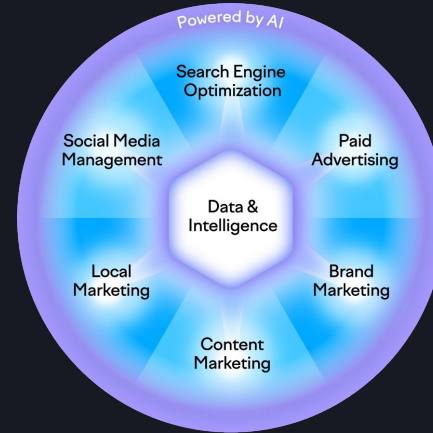 Powered by AI
Search Engine
Optimization
Social Media
Management
Paid
Advertising
Data &
Intelligence
Local
Marketing
Brand
Marketing
Content
Marketing